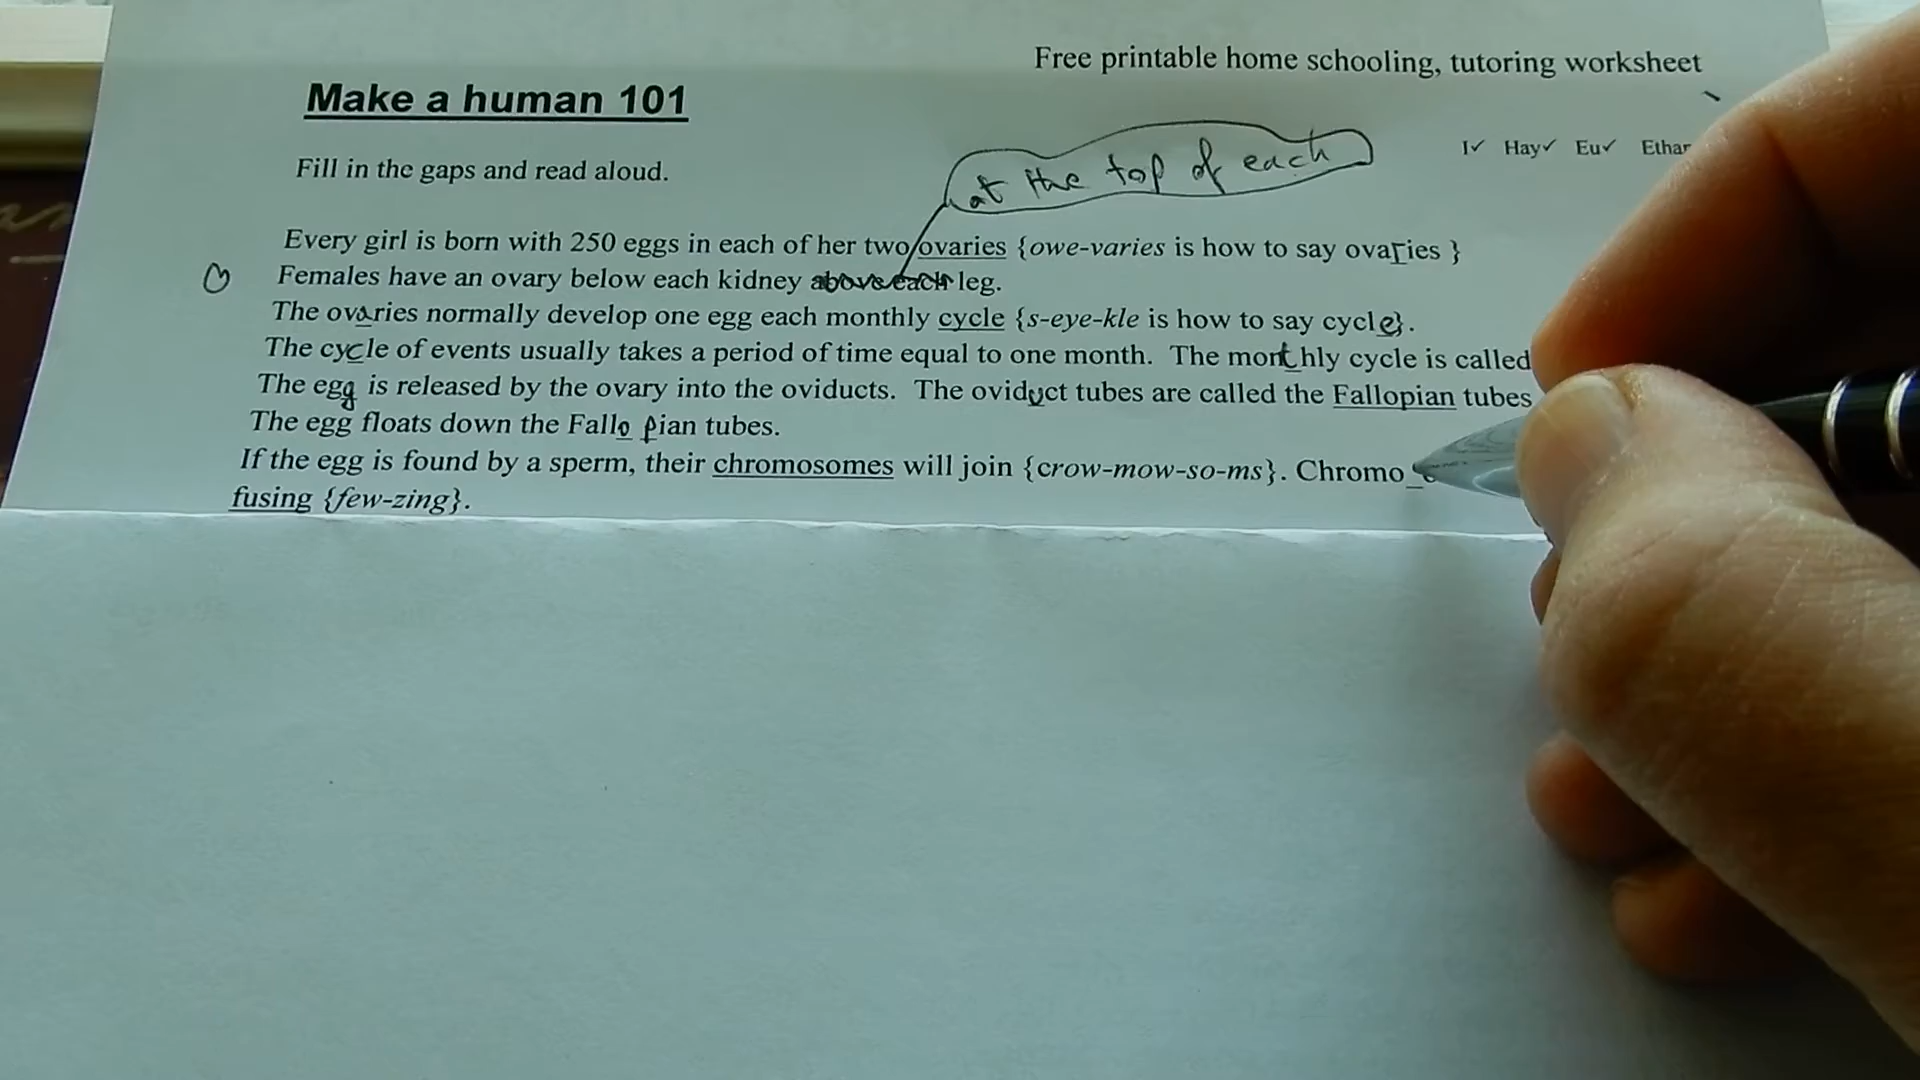 Free printable home schooling, tutoring worksheet
Make a human 101
I✓ Hay✓ Eu✓ Ethan
Fill in the gaps and read aloud.
at the top of each
Every girl is born with 250 eggs in each of her two ovaries {owe-varies is how to say ovaries }
Females have an ovary below each kidney above each leg.
The ovaries normally develop one egg each monthly cycle {s-eye-kle is how to say cycle}.
The cycle of events usually takes a period of time equal to one month. The monthly cycle is called
The egg is released by the ovary into the oviducts. The oviduct tubes are called the Fallopian tubes
The egg floats down the Fallopian tubes.
If the egg is found by a sperm, their chromosomes will join {crow-mow-so-ms}. Chromo
fusing {few-zing}.